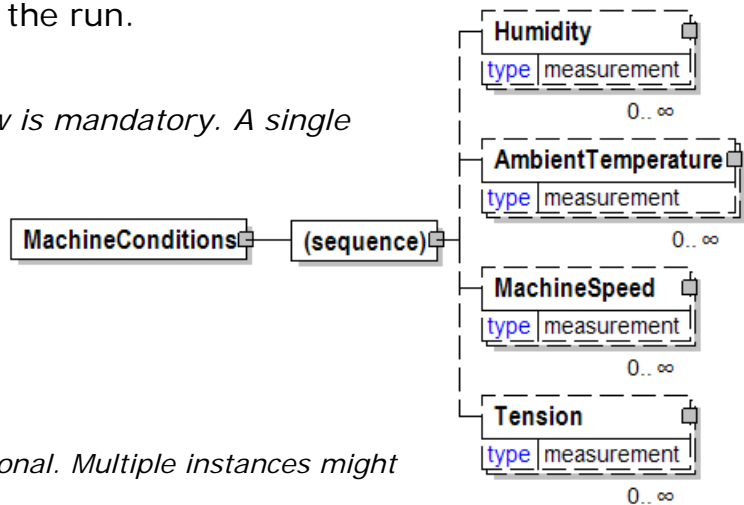 the run.
is mandatory. A single
onal. Multiple instances might
MachineConditions
(sequence)
Humidity
type measurement
0.. ∞
AmbientTemperature
type measurement
0.. ∞
MachineSpeed
type measurement
0.. ∞
Tension
type measurement
0.. ∞